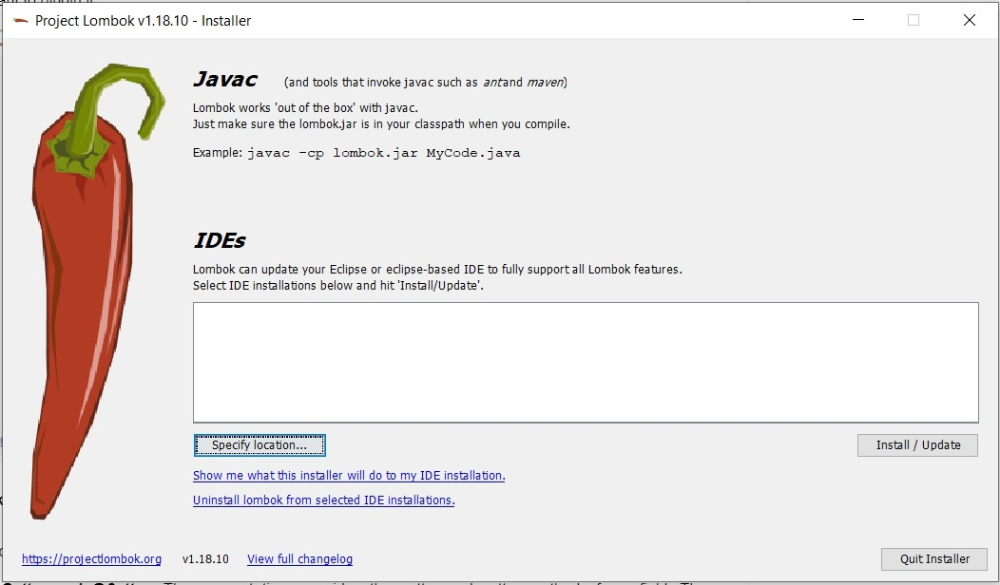 Project Lombok v1.18.10 - Installer
Javac (and tools that invoke javac such as ant and maven)
Lombok works 'out of the box' with javac.
Just make sure the lombok.jar is in your classpath when you compile.
Example: javac -cp lombok.jar MyCode.java
IDEs
Lombok can update your Eclipse or eclipse-based IDE to fully support all Lombok features.
Select IDE installations below and hit 'Install/Update'.
Specify location... Install / Update
Show me what this installer will do to my IDE installation.
Uninstall lombok from selected IDE installations.
https://projectlombok.org v1.18.10 View full changelog Quit Installer